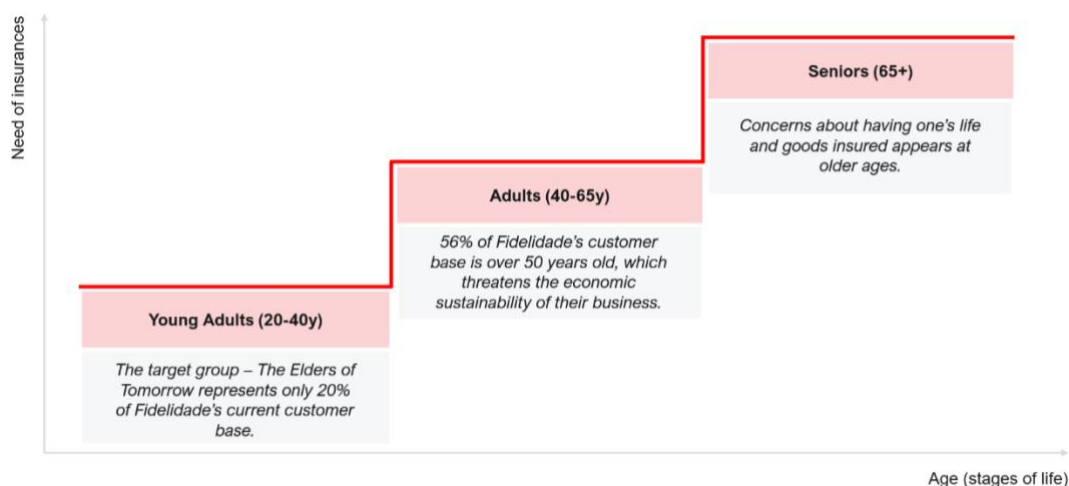 Need of insurances
Seniors (65+)
Concerns about having one's life
and goods insured appears at
older ages.
Adults (40-65y)
56% of Fidelidade's customer
base is over 50 years old, which
threatens the economic
sustainability of their business.
Young Adults (20-40y)
The target group – The Elders of
Tomorrow represents only 20%
of Fidelidade's current customer
base.
Age (stages of life)